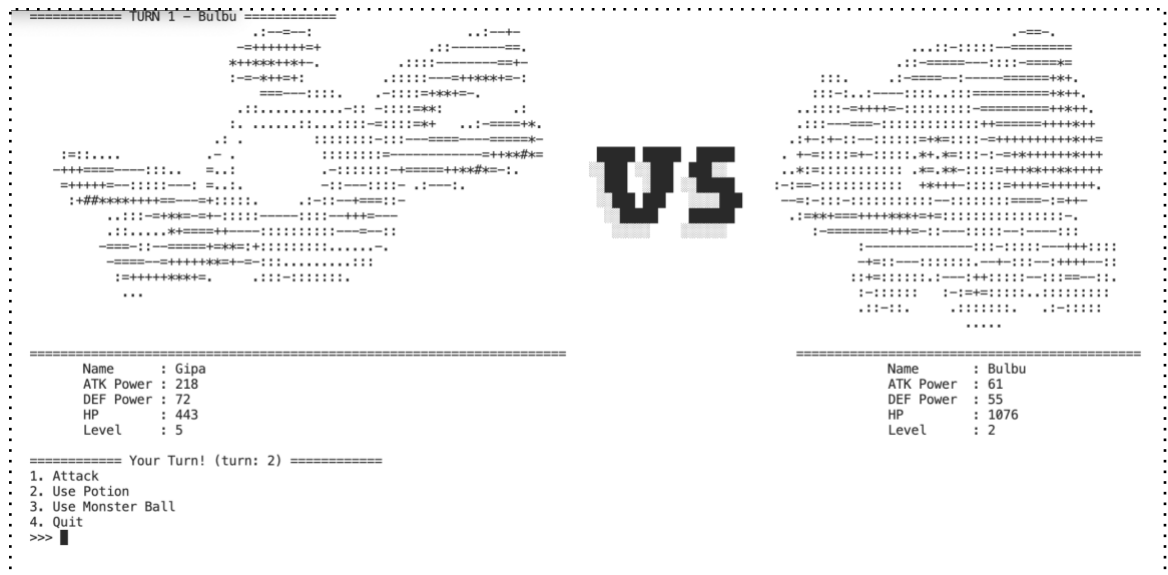 ============ TURN 1 - Bulbu ============
VS
Name : Gipa
ATK Power : 218
DEF Power : 72
HP : 443
Level : 5
Name : Bulbu
ATK Power : 61
DEF Power : 55
HP : 1076
Level : 2
============ Your Turn! (turn: 2) ============
1. Attack
2. Use Potion
3. Use Monster Ball
4. Quit
>>>